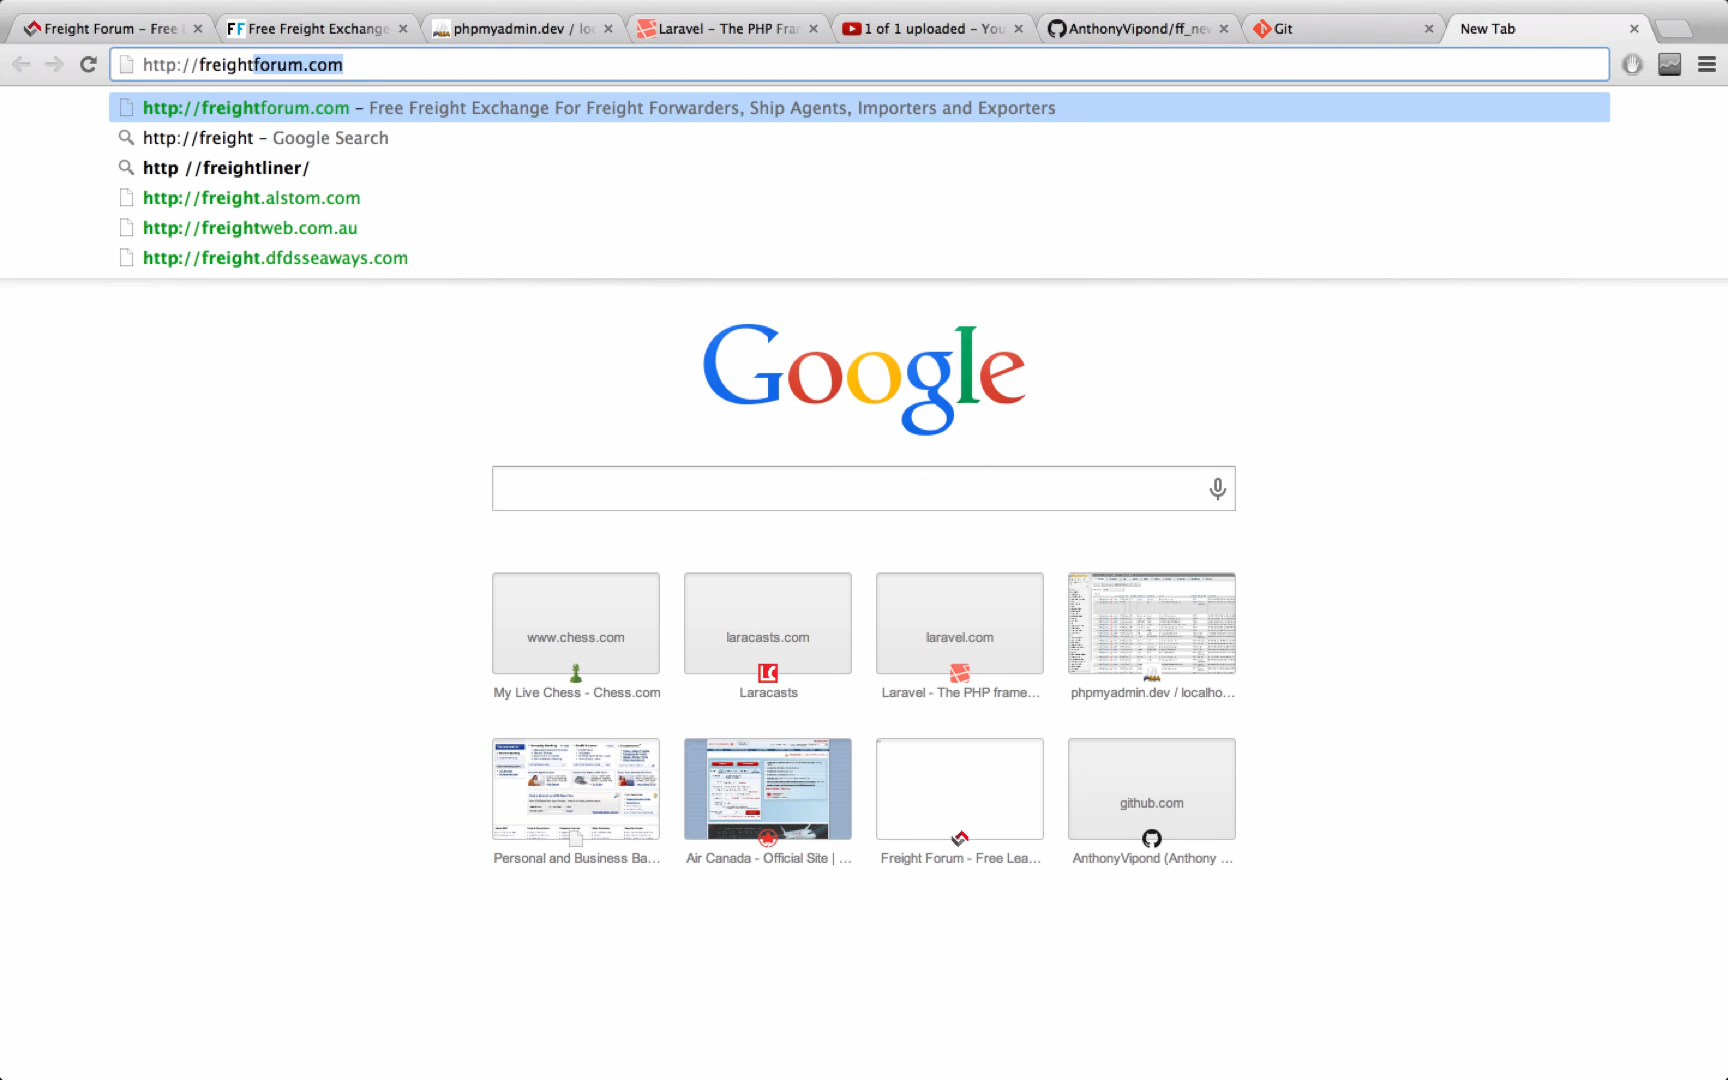 Freight Forum – Free
Free Freight Exchange
phpmyadmin.dev / loc
Laravel – The PHP Fram
1 of 1 uploaded – You
AnthonyVipond/ff_new
Git
New Tab
http://freightforum.com
http://freightforum.com – Free Freight Exchange For Freight Forwarders, Ship Agents, Importers and Exporters
http://freight – Google Search
http //freightliner/
http://freight.alstom.com
http://freightweb.com.au
http://freight.dfdsseaways.com
Google
www.chess.com
laracasts.com
laravel.com
My Live Chess - Chess.com
Laracasts
Laravel - The PHP frame...
phpmyadmin.dev / localho...
github.com
Personal and Business Ba...
Air Canada - Official Site | ...
Freight Forum - Free Lea...
AnthonyVipond (Anthony ...